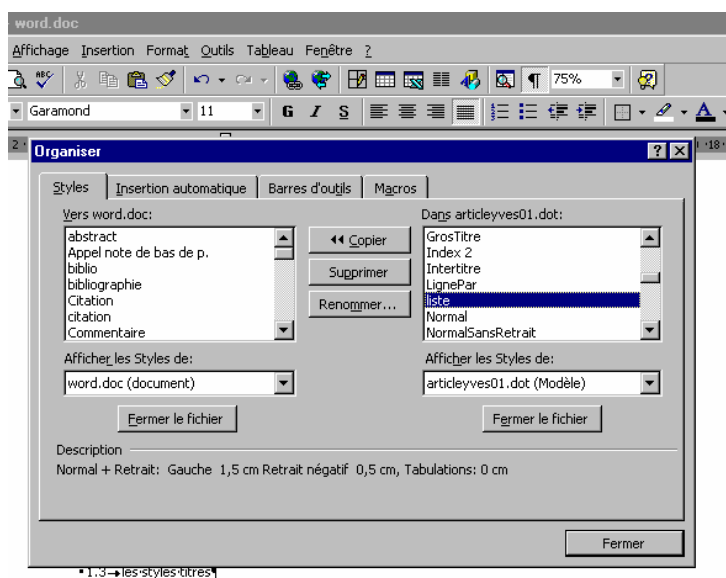 word.doc
Affichage Insertion Format Outils Tableau Fenêtre ?
75%
Garamond 11 G I S A
2 18
Organiser
Styles Insertion automatique Barres d'outils Macros
Vers word.doc: Dans articleyves01.dot:
abstract Copier GrosTitre
Appel note de bas de p. Index 2
biblio Supprimer Intertitre
bibliographie LignePar
Citation Renommer... liste
citation Normal
Commentaire NormalSansRetrait
Afficher les Styles de: Afficher les Styles de:
word.doc (document) articleyves01.dot (Modèle)
Fermer le fichier Fermer le fichier
Description
Normal + Retrait: Gauche 1,5 cm Retrait négatif 0,5 cm, Tabulations: 0 cm
Fermer
1.3→les·styles·titres¶